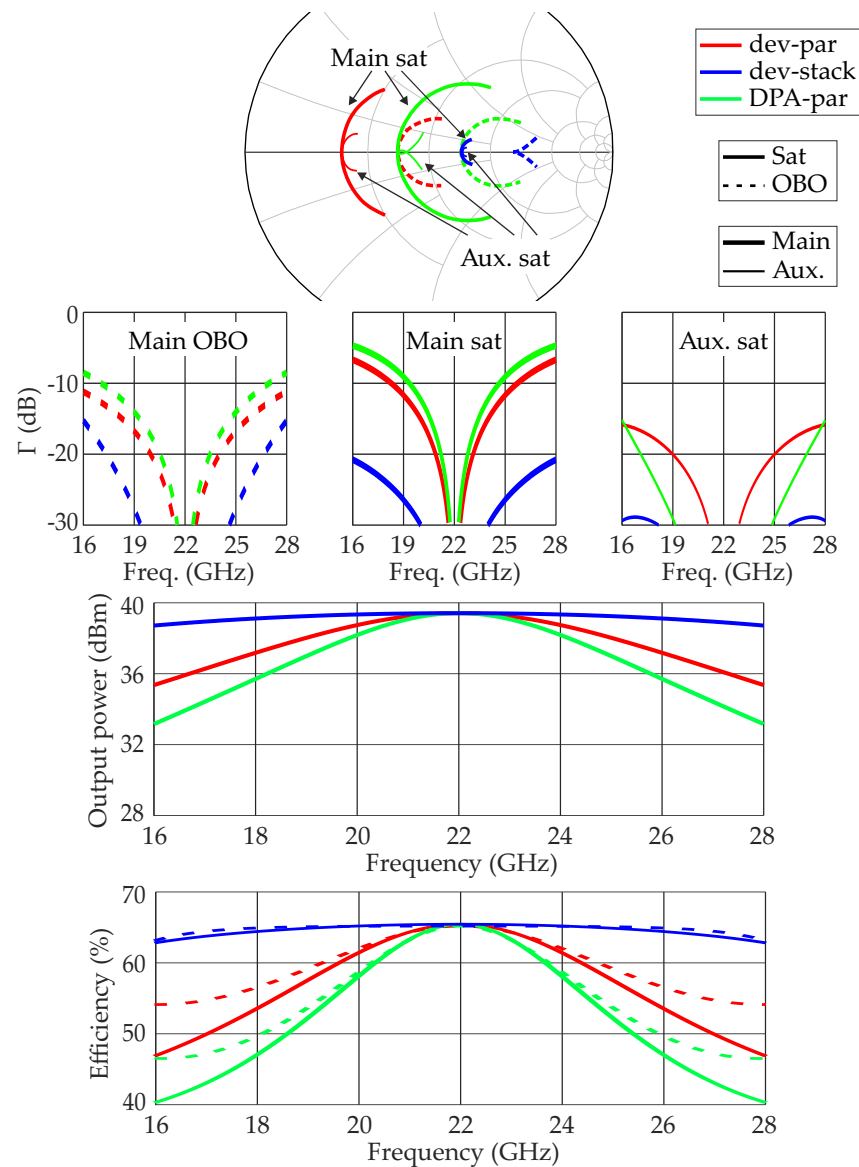 Main sat
Aux. sat
dev-par
dev-stack
DPA-par
Sat
OBO
Main
Aux.
0
-10
-20
-30
Γ (dB)
Main OBO
16 19 22 25 28
Freq. (GHz)
Main sat
16 19 22 25 28
Freq. (GHz)
Aux. sat
16 19 22 25 28
Freq. (GHz)
Output power (dBm)
40
36
32
28
16 18 20 22 24 26 28
Frequency (GHz)
Efficiency (%)
70
60
50
40
16 18 20 22 24 26 28
Frequency (GHz)